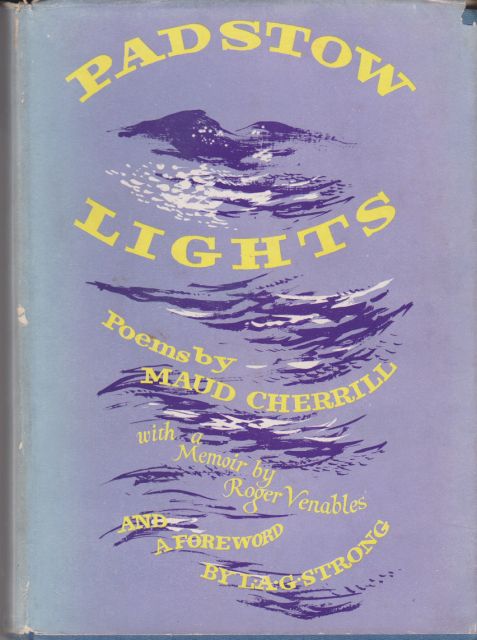 PADSTOW
LIGHTS
Poems by
MAUD CHERRILL
with a
Memoir by
Roger Venables
AND
A FOREWORD
BY L·A·G·STRONG